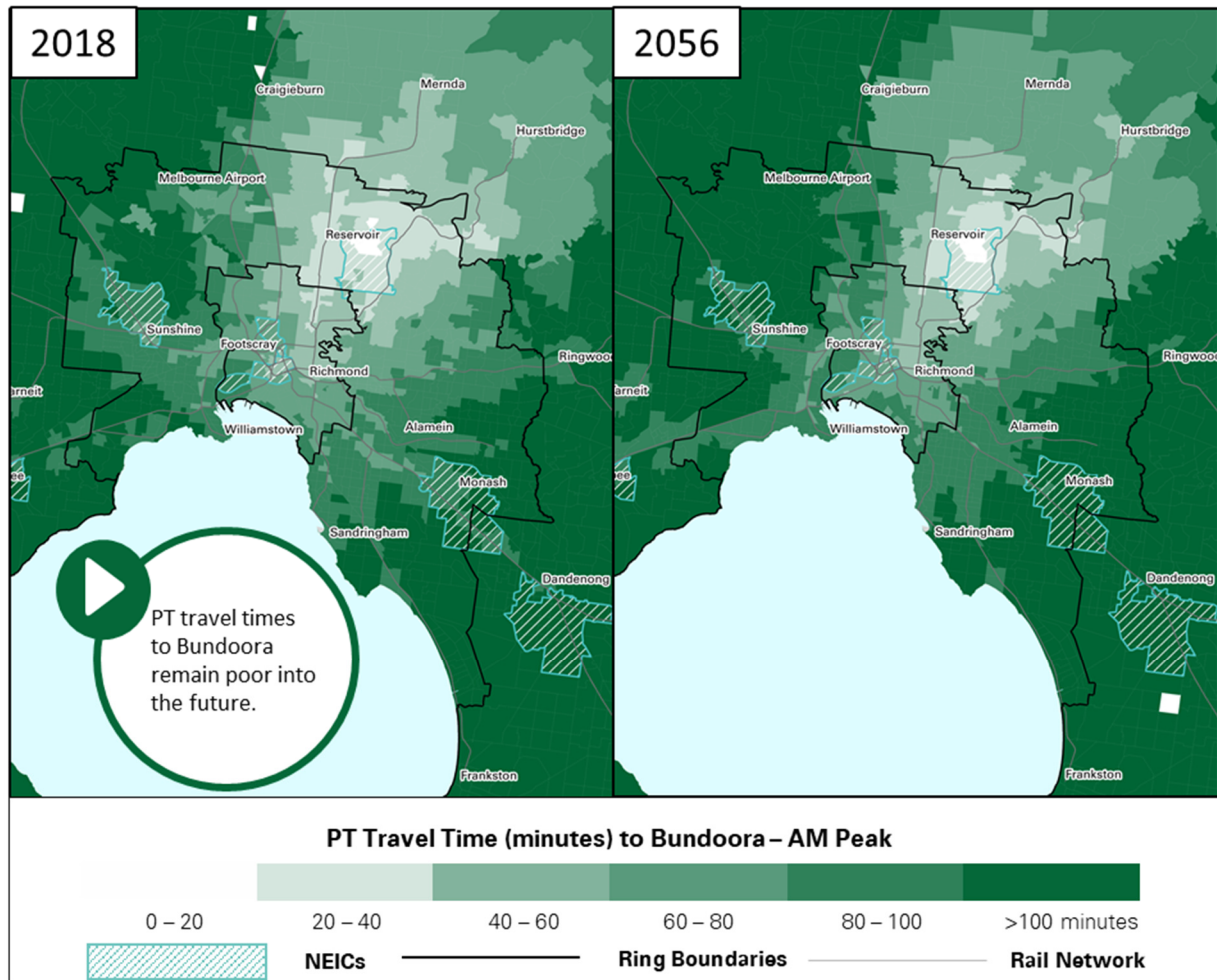 2018
Craigieburn
Mernda
Hurstbridge
Melbourne Airport
Reservoir
Sunshine
Footscray
Richmond
Ringwoo
arneit
Williamstown
Alamein
ee
Monash
Sandringham
Dandenong
Frankston
PT travel times
to Bundoora
remain poor into
the future.
2056
Craigieburn
Mernda
Hurstbridge
Melbourne Airport
Reservoir
Sunshine
Footscray
Richmond
Ringwood
arneit
Williamstown
Alamein
ee
Monash
Sandringham
Dandenong
Frankston
PT Travel Time (minutes) to Bundoora – AM Peak
0 – 20 20 – 40 40 – 60 60 – 80 80 – 100 >100 minutes
NEICs Ring Boundaries Rail Network